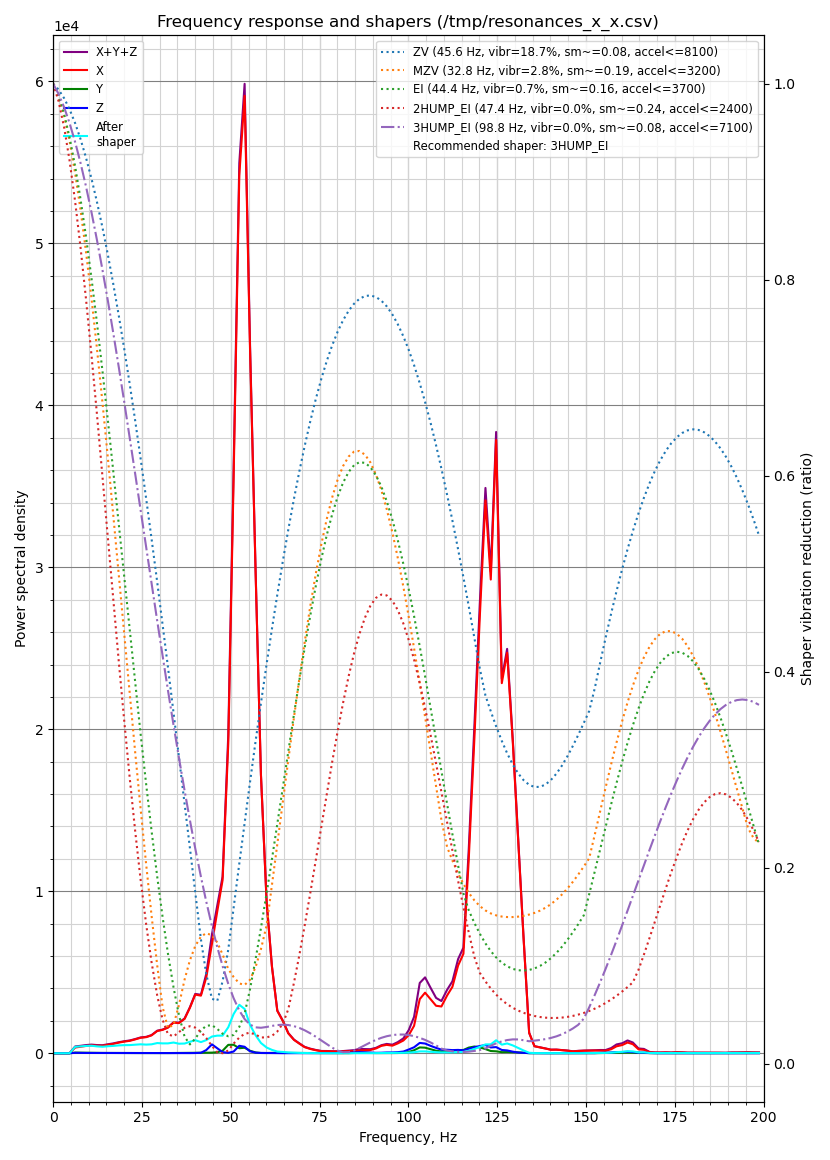 Frequency response and shapers (/tmp/resonances_x_x.csv)
1e4
X+Y+Z
X
Y
Z
After
shaper
ZV (45.6 Hz, vibr=18.7%, sm~=0.08, accel<=8100)
MZV (32.8 Hz, vibr=2.8%, sm~=0.19, accel<=3200)
EI (44.4 Hz, vibr=0.7%, sm~=0.16, accel<=3700)
2HUMP_EI (47.4 Hz, vibr=0.0%, sm~=0.24, accel<=2400)
3HUMP_EI (98.8 Hz, vibr=0.0%, sm~=0.08, accel<=7100)
Recommended shaper: 3HUMP_EI
6
5
4
3
2
1
0
Power spectral density
1.0
0.8
0.6
0.4
0.2
0.0
Shaper vibration reduction (ratio)
0 25 50 75 100 125 150 175 200
Frequency, Hz